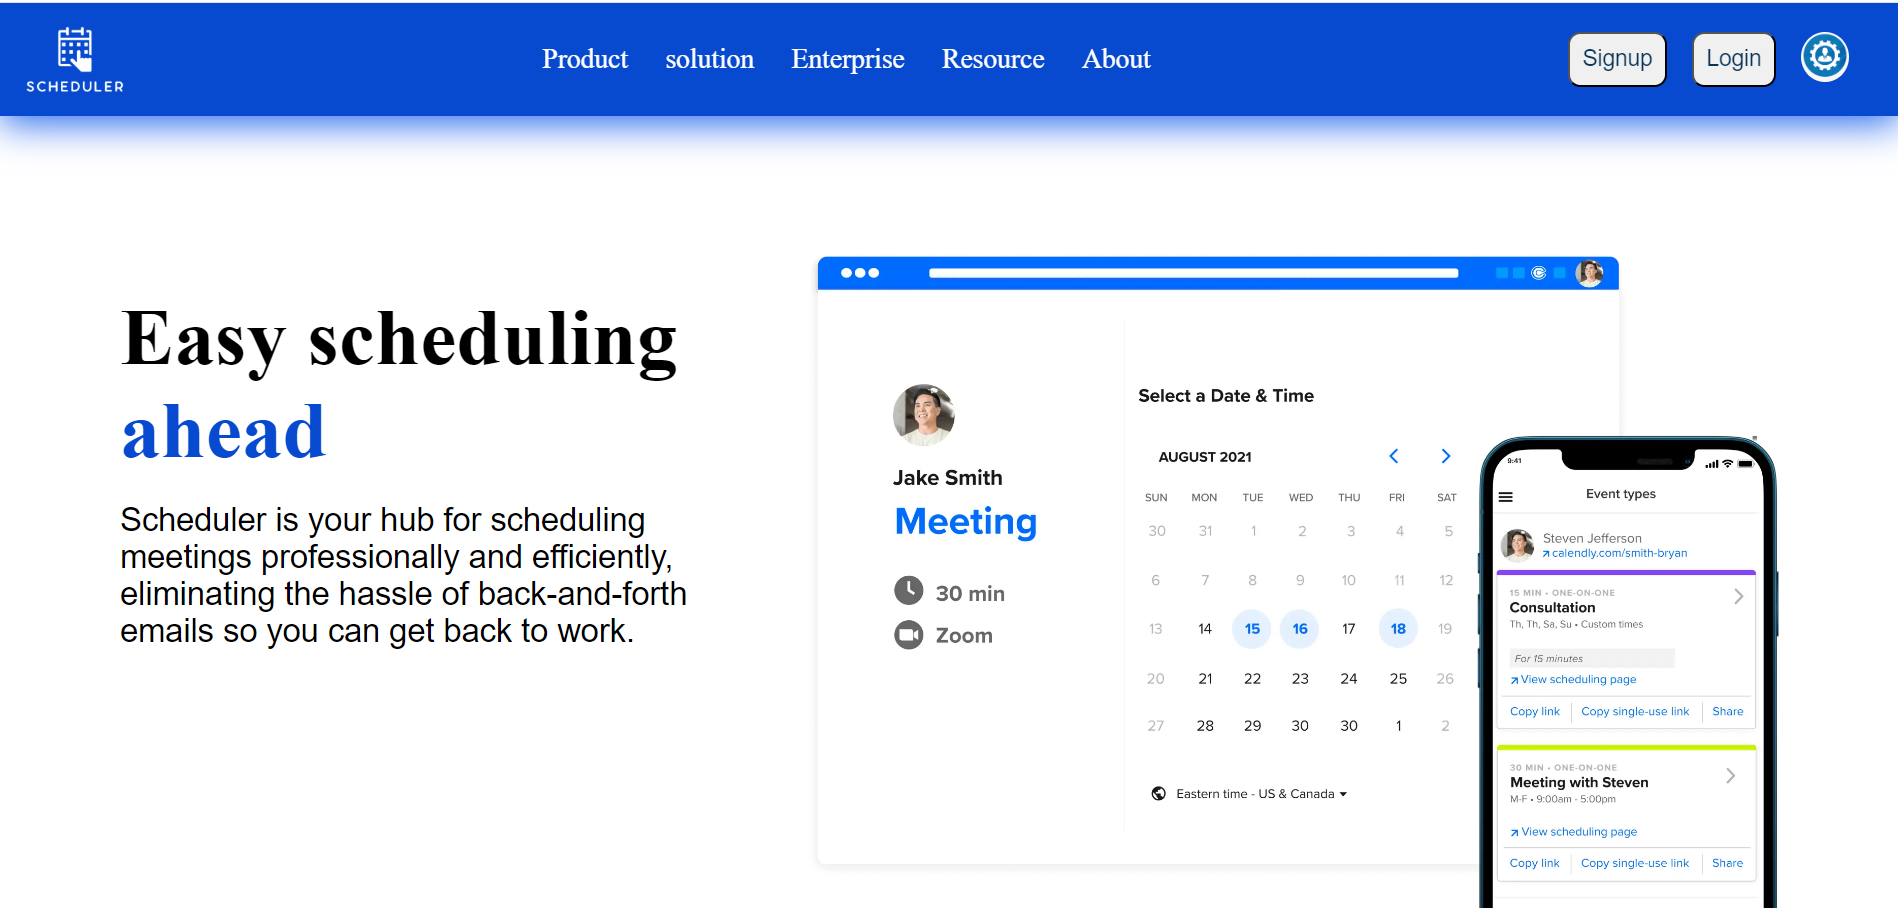 SCHEDULER
Product solution Enterprise Resource About
Signup Login
Easy scheduling
ahead
Scheduler is your hub for scheduling
meetings professionally and efficiently,
eliminating the hassle of back-and-forth
emails so you can get back to work.
Jake Smith
Meeting
30 min
Zoom
Select a Date & Time
AUGUST 2021
SUN MON TUE WED THU FRI SAT
30 31 1 2 3 4 5
6 7 8 9 10 11 12
13 14 15 16 17 18 19
20 21 22 23 24 25 26
27 28 29 30 30 1 2
Eastern time - US & Canada
9:41
Event types
Steven Jefferson
calendly.com/smith-bryan
15 MIN • ONE-ON-ONE
Consultation
Th, Th, Sa, Su • Custom times
For 15 minutes
View scheduling page
Copy link Copy single-use link Share
30 MIN • ONE-ON-ONE
Meeting with Steven
M-F • 9:00am - 5:00pm
View scheduling page
Copy link Copy single-use link Share